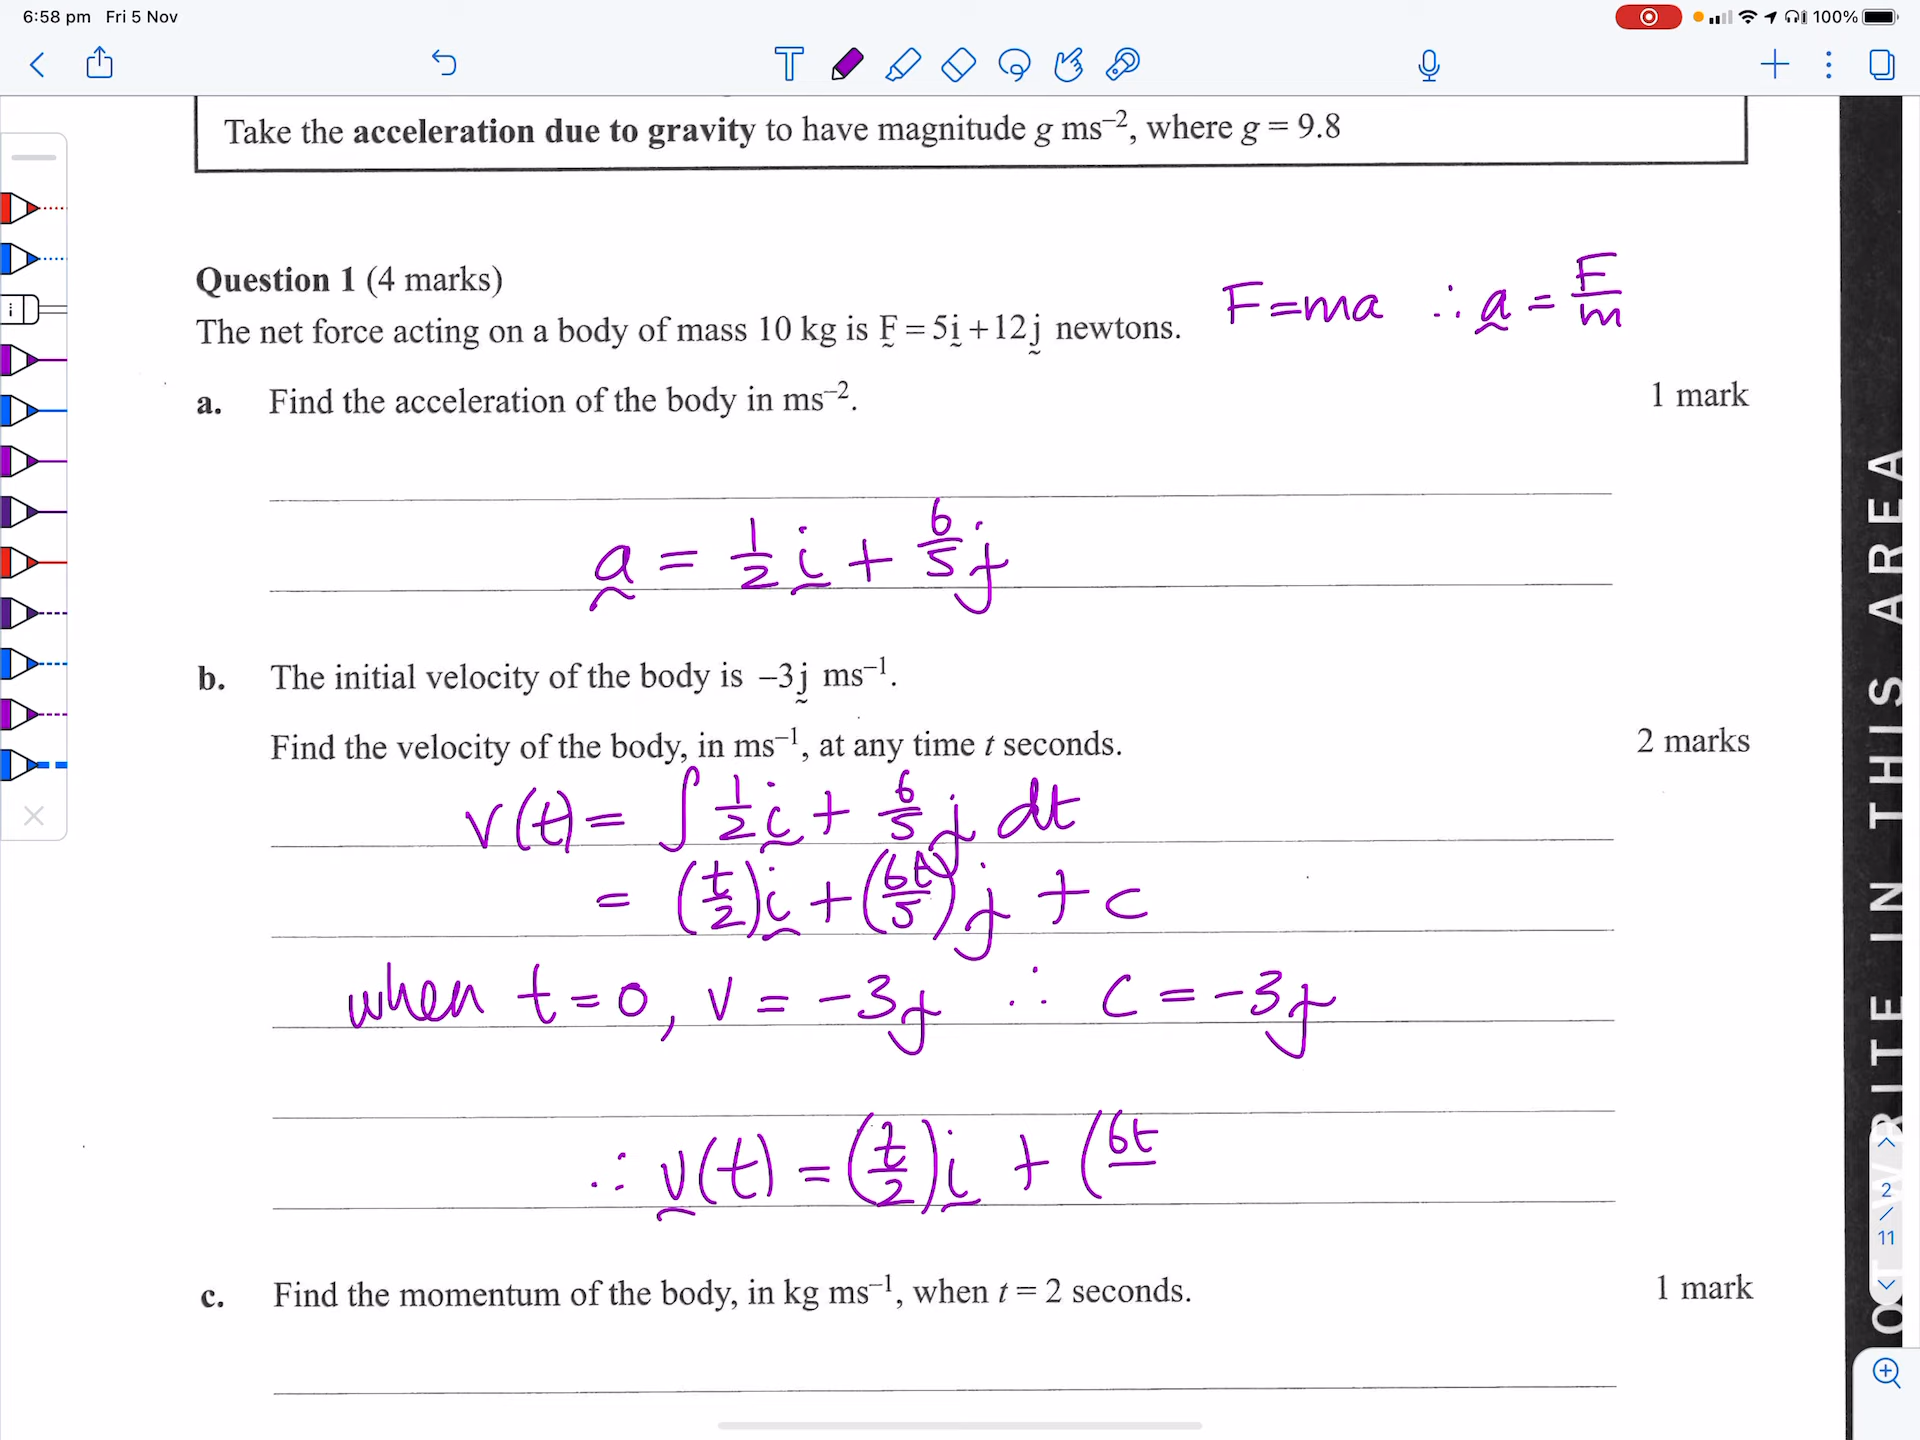 6:58 pm Fri 5 Nov
100%
Take the acceleration due to gravity to have magnitude g ms⁻², where g = 9.8
Question 1 (4 marks)
F=ma ∴ a = F/m
The net force acting on a body of mass 10 kg is F = 5i + 12j newtons.
a. Find the acceleration of the body in ms⁻². 1 mark
a = 1/2 i + 6/5 j
b. The initial velocity of the body is −3j ms⁻¹.
Find the velocity of the body, in ms⁻¹, at any time t seconds. 2 marks
v(t) = ∫ 1/2 i + 6/5 j dt
= (t/2)i + (6t/5)j + c
when t=0, v = −3j ∴ c = −3j
∴ v(t) = (t/2)i + (6t
c. Find the momentum of the body, in kg ms⁻¹, when t = 2 seconds. 1 mark
RITE IN THIS AREA
2
/
11